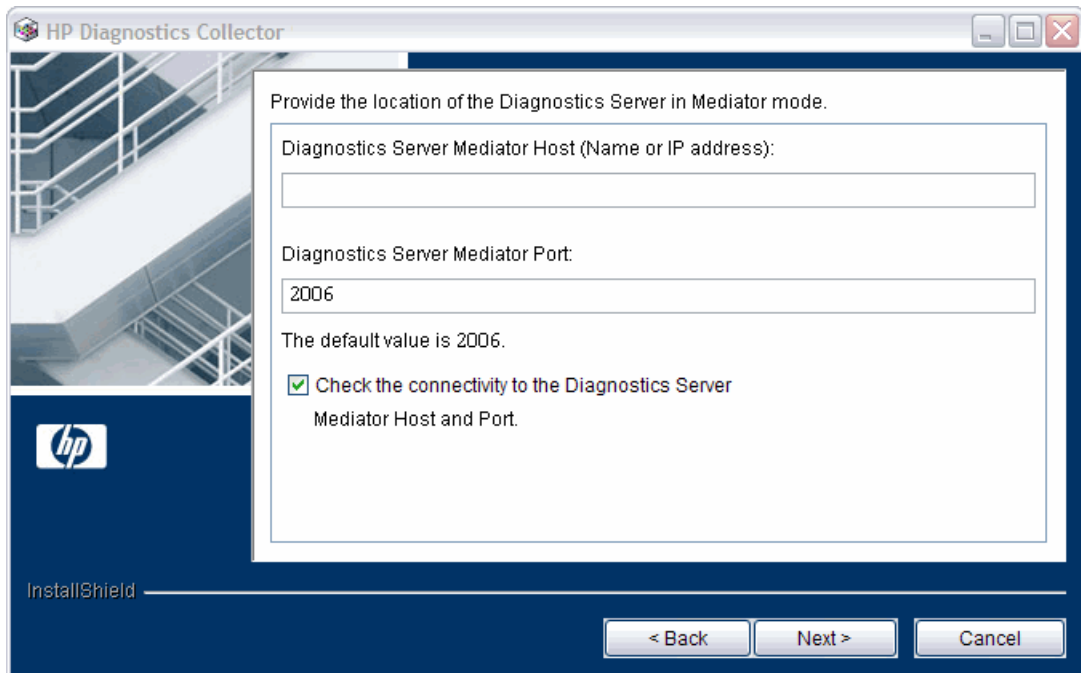 HP Diagnostics Collector
Provide the location of the Diagnostics Server in Mediator mode.
Diagnostics Server Mediator Host (Name or IP address):
Diagnostics Server Mediator Port:
2006
The default value is 2006.
Check the connectivity to the Diagnostics Server
Mediator Host and Port.
hp
InstallShield
< Back
Next >
Cancel